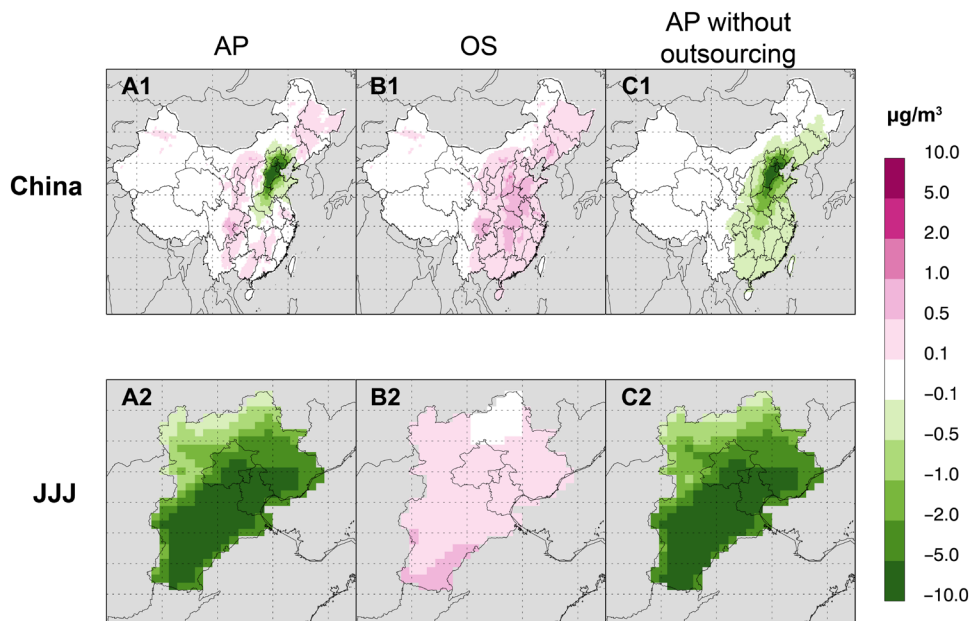 AP
OS
AP without
outsourcing
A1
B1
C1
China
µg/m³
10.0
5.0
2.0
1.0
0.5
0.1
−0.1
−0.5
−1.0
−2.0
−5.0
−10.0
A2
B2
C2
JJJ